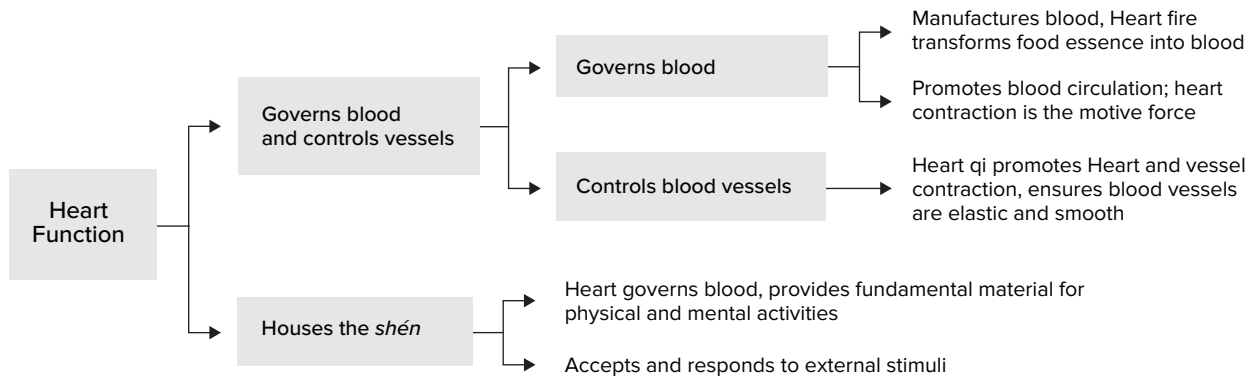 Heart
Function
Governs blood
and controls vessels
Governs blood
Manufactures blood, Heart fire
transforms food essence into blood
Promotes blood circulation; heart
contraction is the motive force
Controls blood vessels
Heart qi promotes Heart and vessel
contraction, ensures blood vessels
are elastic and smooth
Houses the shén
Heart governs blood, provides fundamental material for
physical and mental activities
Accepts and responds to external stimuli